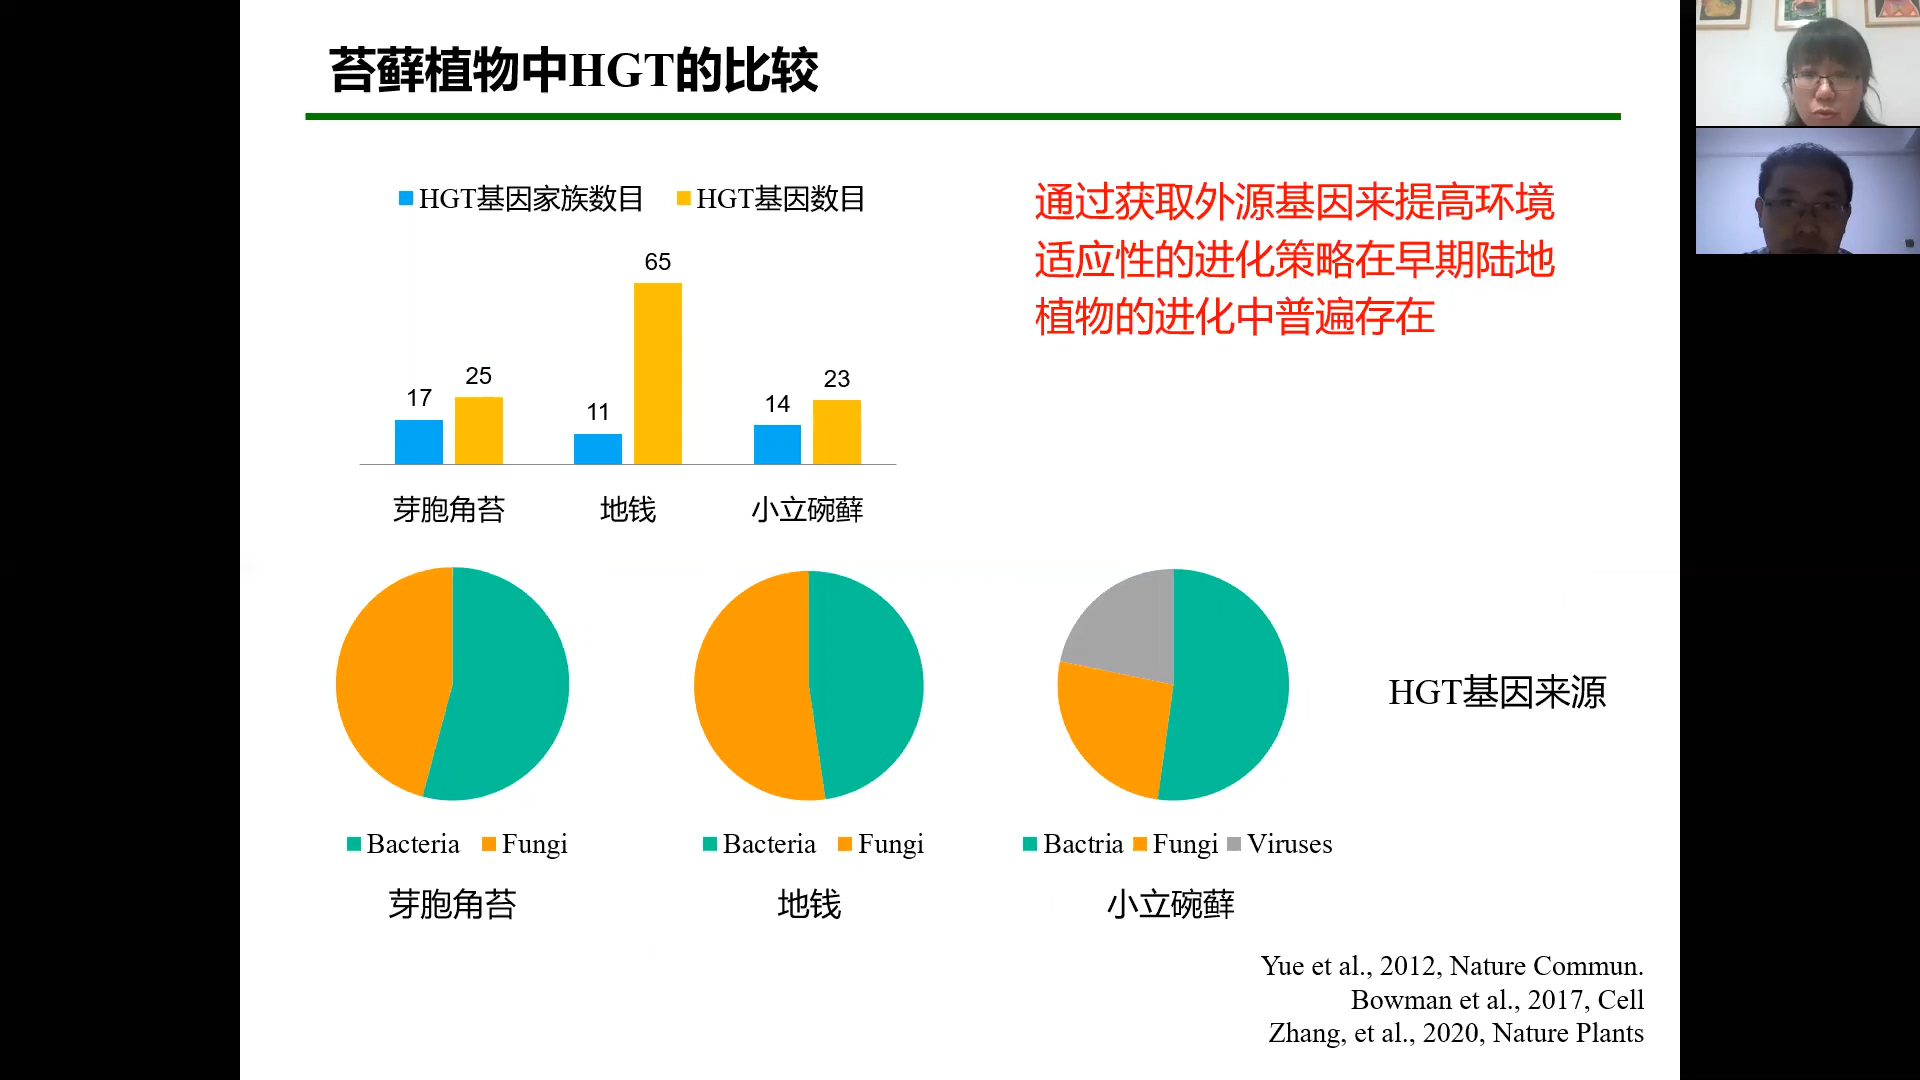 苔藓植物中HGT的比较
HGT基因家族数目 HGT基因数目
通过获取外源基因来提高环境
适应性的进化策略在早期陆地
植物的进化中普遍存在
17 25 11 65 14 23
芽胞角苔 地钱 小立碗藓
HGT基因来源
Bacteria Fungi Bacteria Fungi Bactria Fungi Viruses
芽胞角苔 地钱 小立碗藓
Yue et al., 2012, Nature Commun.
Bowman et al., 2017, Cell
Zhang, et al., 2020, Nature Plants